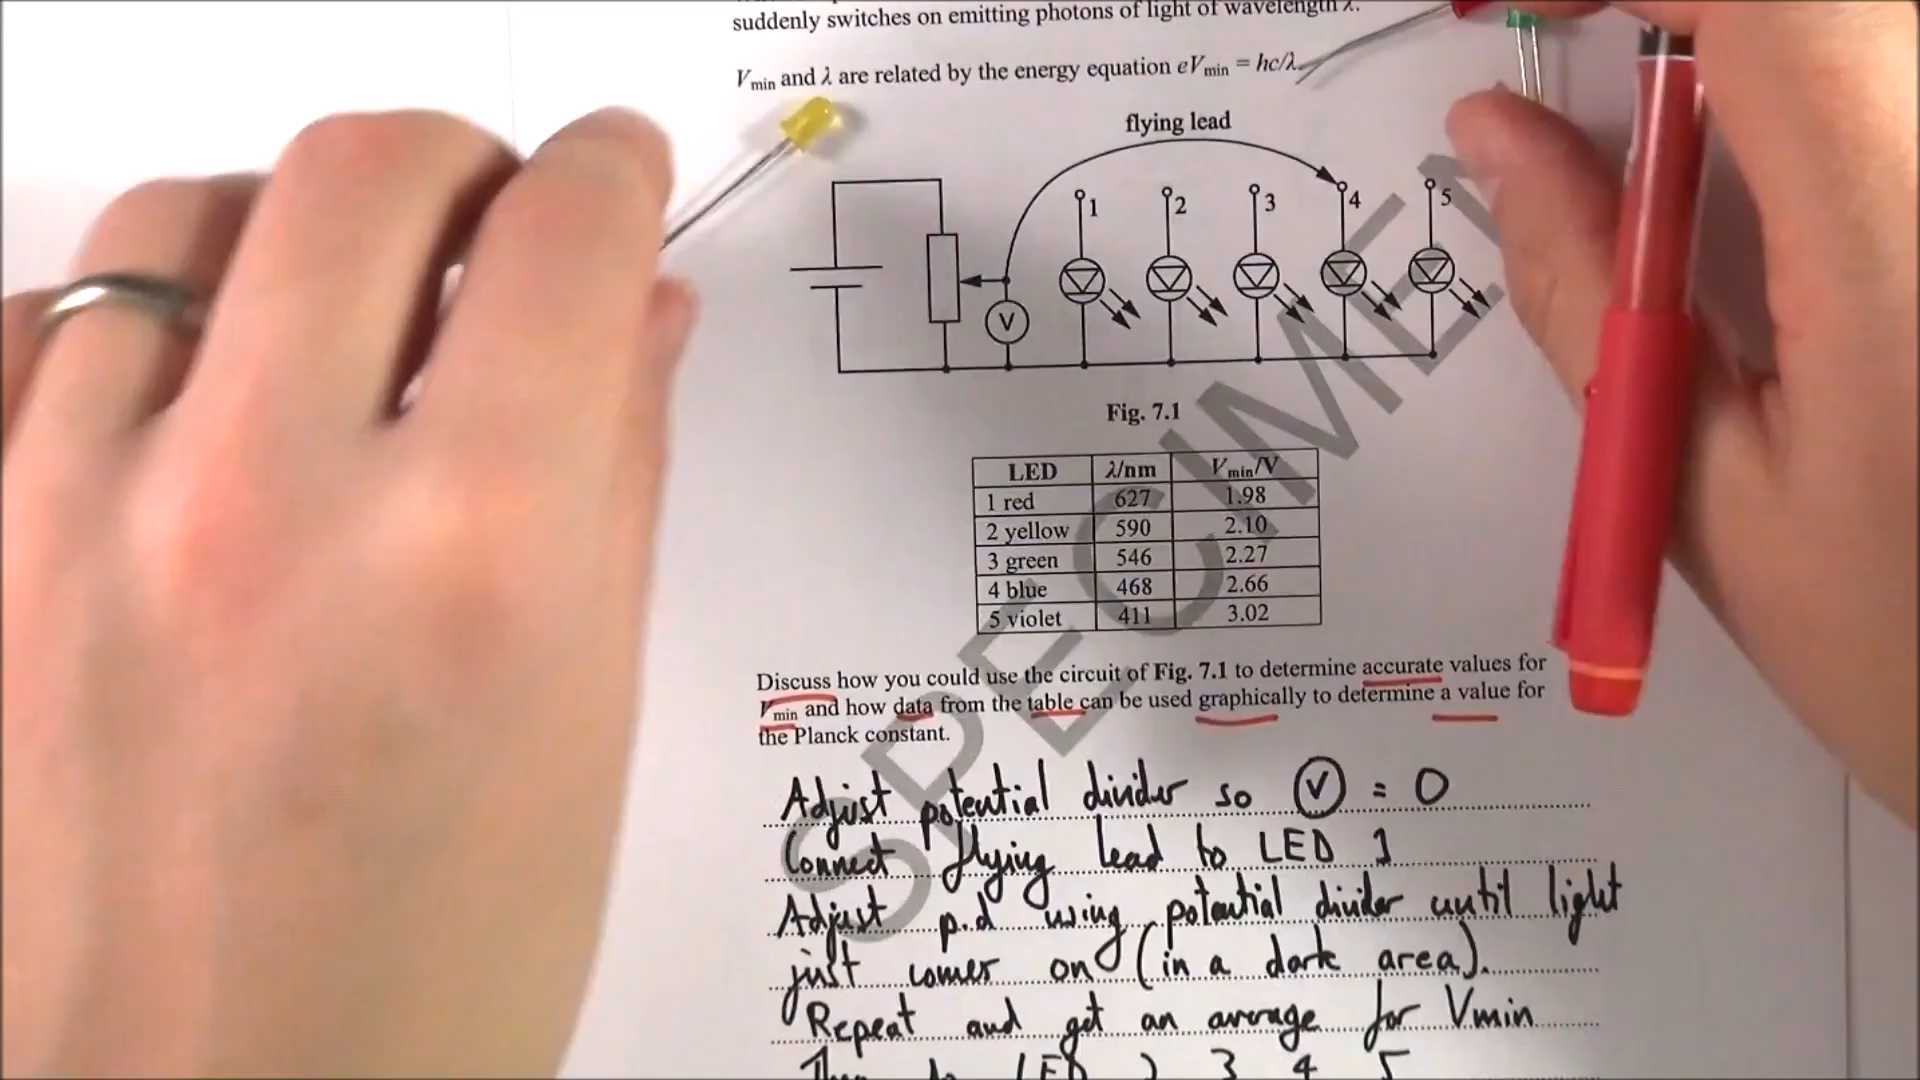 suddenly switches on emitting photons of light of wavelength λ.
Vmin and λ are related by the energy equation eVmin = hc/λ
flying lead
1 2 3 4 5
V
Fig. 7.1
LED λ/nm Vmin/V
1 red 627 1.98
2 yellow 590 2.10
3 green 546 2.27
4 blue 468 2.66
5 violet 411 3.02
SPECIMEN
Discuss how you could use the circuit of Fig. 7.1 to determine accurate values for
Vmin and how data from the table can be used graphically to determine a value for
the Planck constant.
Adjust potential divider so V = 0
Connect flying lead to LED 1
Adjust p.d using potential divider until light
just comes on (in a dark area).
Repeat and get an average for Vmin
LED 2 3 4 5